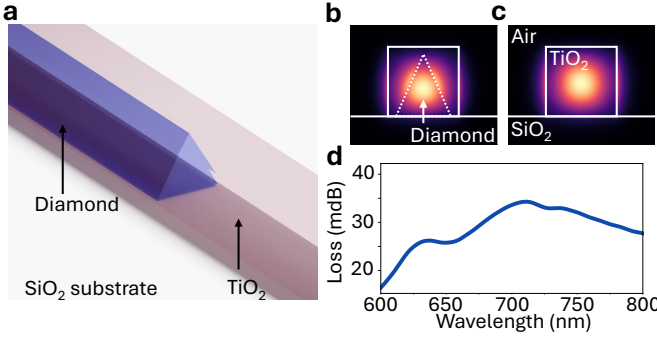 a
Diamond
SiO₂ substrate
TiO₂
b
Diamond
c
Air
TiO₂
SiO₂
d
Loss (mdB)
40
30
20
600
650
700
750
800
Wavelength (nm)